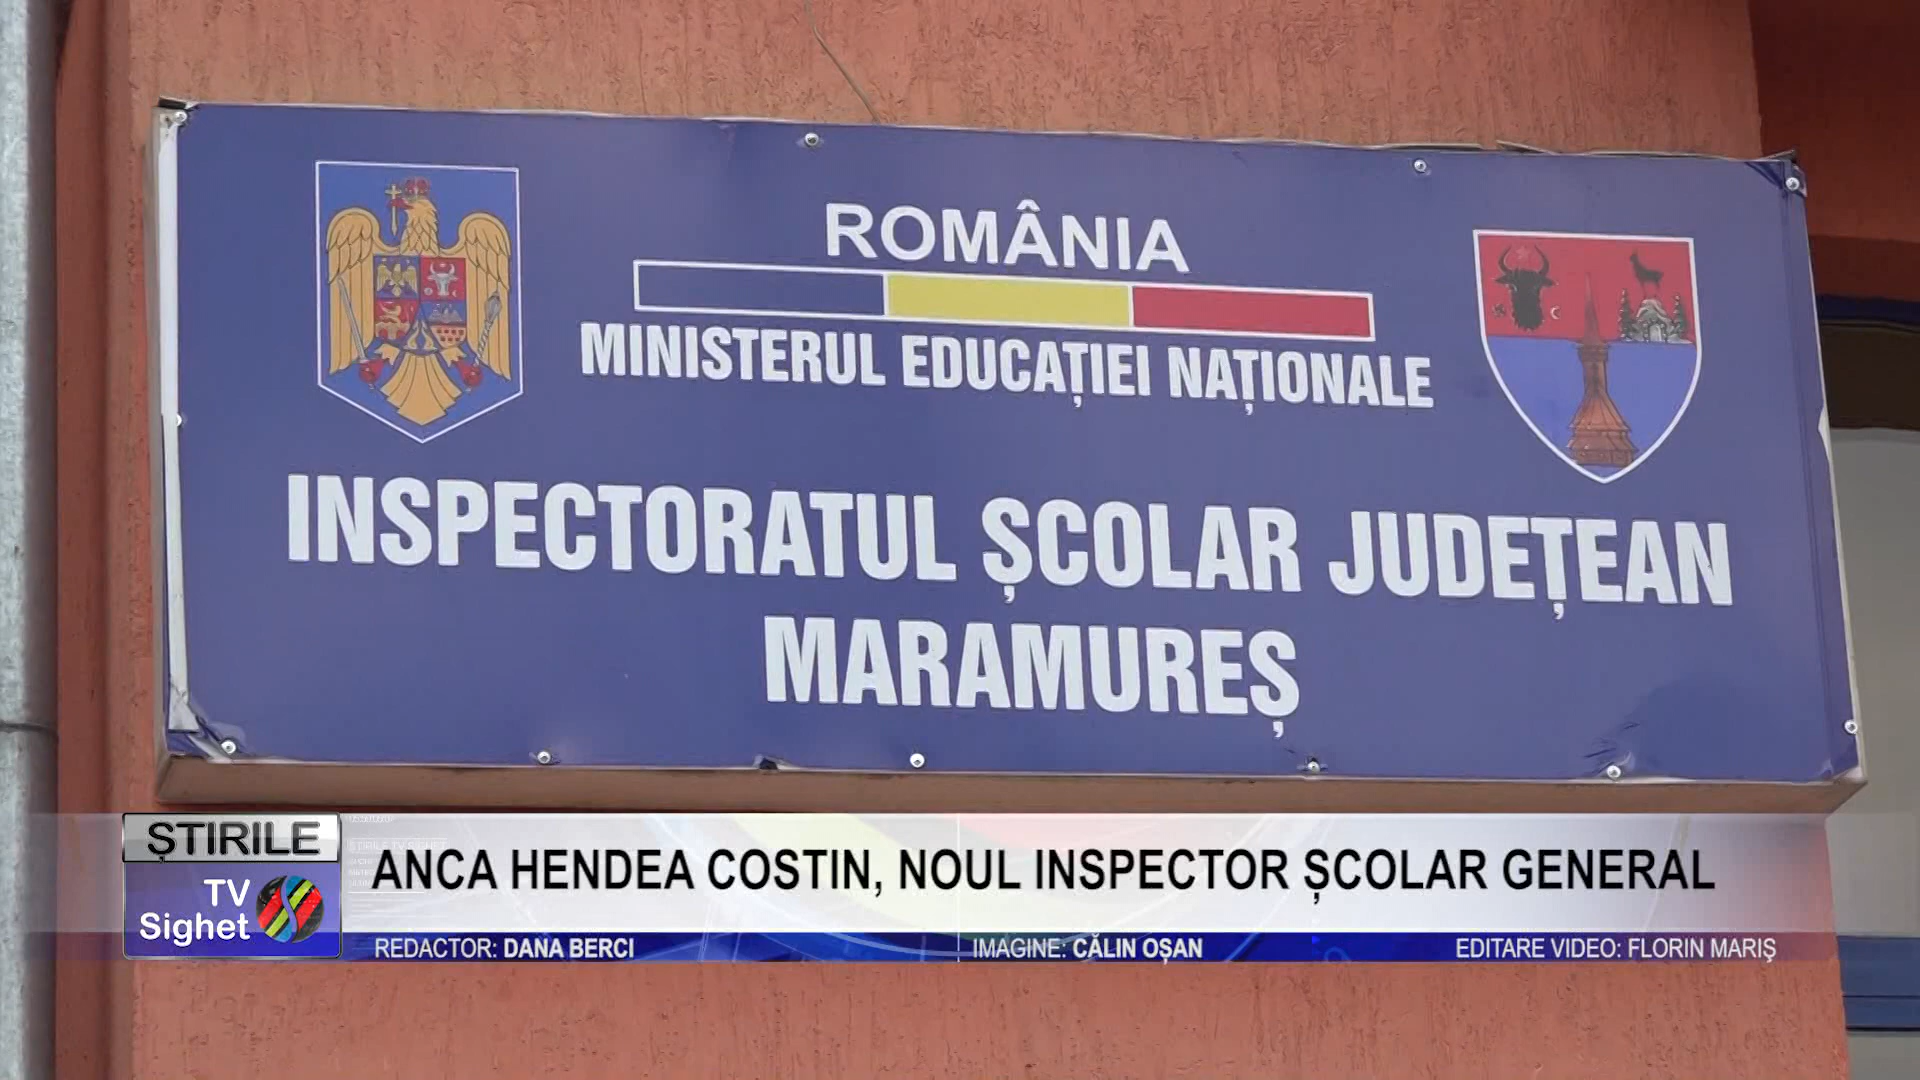 ROMÂNIA
MINISTERUL EDUCAȚIEI NAȚIONALE
INSPECTORATUL ȘCOLAR JUDEȚEAN
MARAMUREȘ
ȘTIRILE
TV
Sighet
ANCA HENDEA COSTIN, NOUL INSPECTOR ȘCOLAR GENERAL
REDACTOR: DANA BERCI
IMAGINE: CĂLIN OȘAN
EDITARE VIDEO: FLORIN MARIŞ